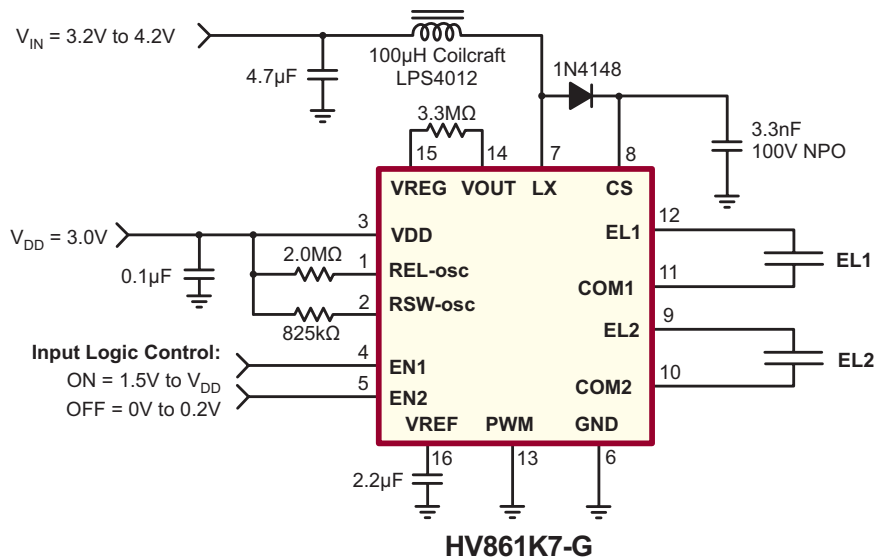 V_IN = 3.2V to 4.2V
4.7µF
100µH Coilcraft
LPS4012
1N4148
3.3nF
100V NPO
3.3MΩ
15
14
7
8
VREG
VOUT
LX
CS
V_DD = 3.0V
0.1µF
2.0MΩ
825kΩ
3
VDD
1
REL-osc
2
RSW-osc
Input Logic Control:
ON = 1.5V to V_DD
OFF = 0V to 0.2V
4
EN1
5
EN2
12
EL1
11
COM1
EL1
9
EL2
10
COM2
EL2
VREF
PWM
GND
16
13
6
2.2µF
HV861K7-G